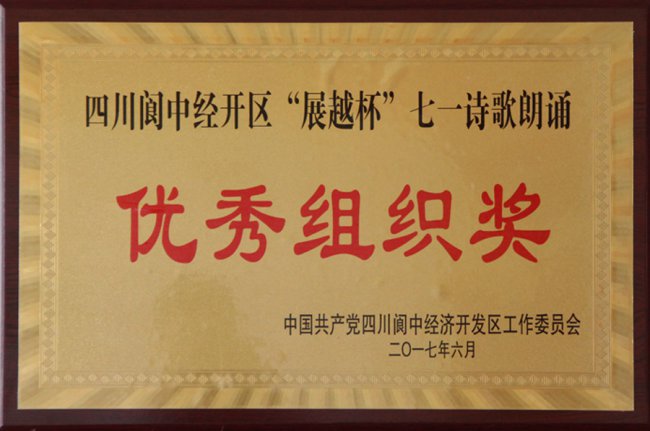 四川阆中经开区“展越杯”七一诗歌朗诵
优秀组织奖
中国共产党四川阆中经济开发区工作委员会
二〇一七年六月